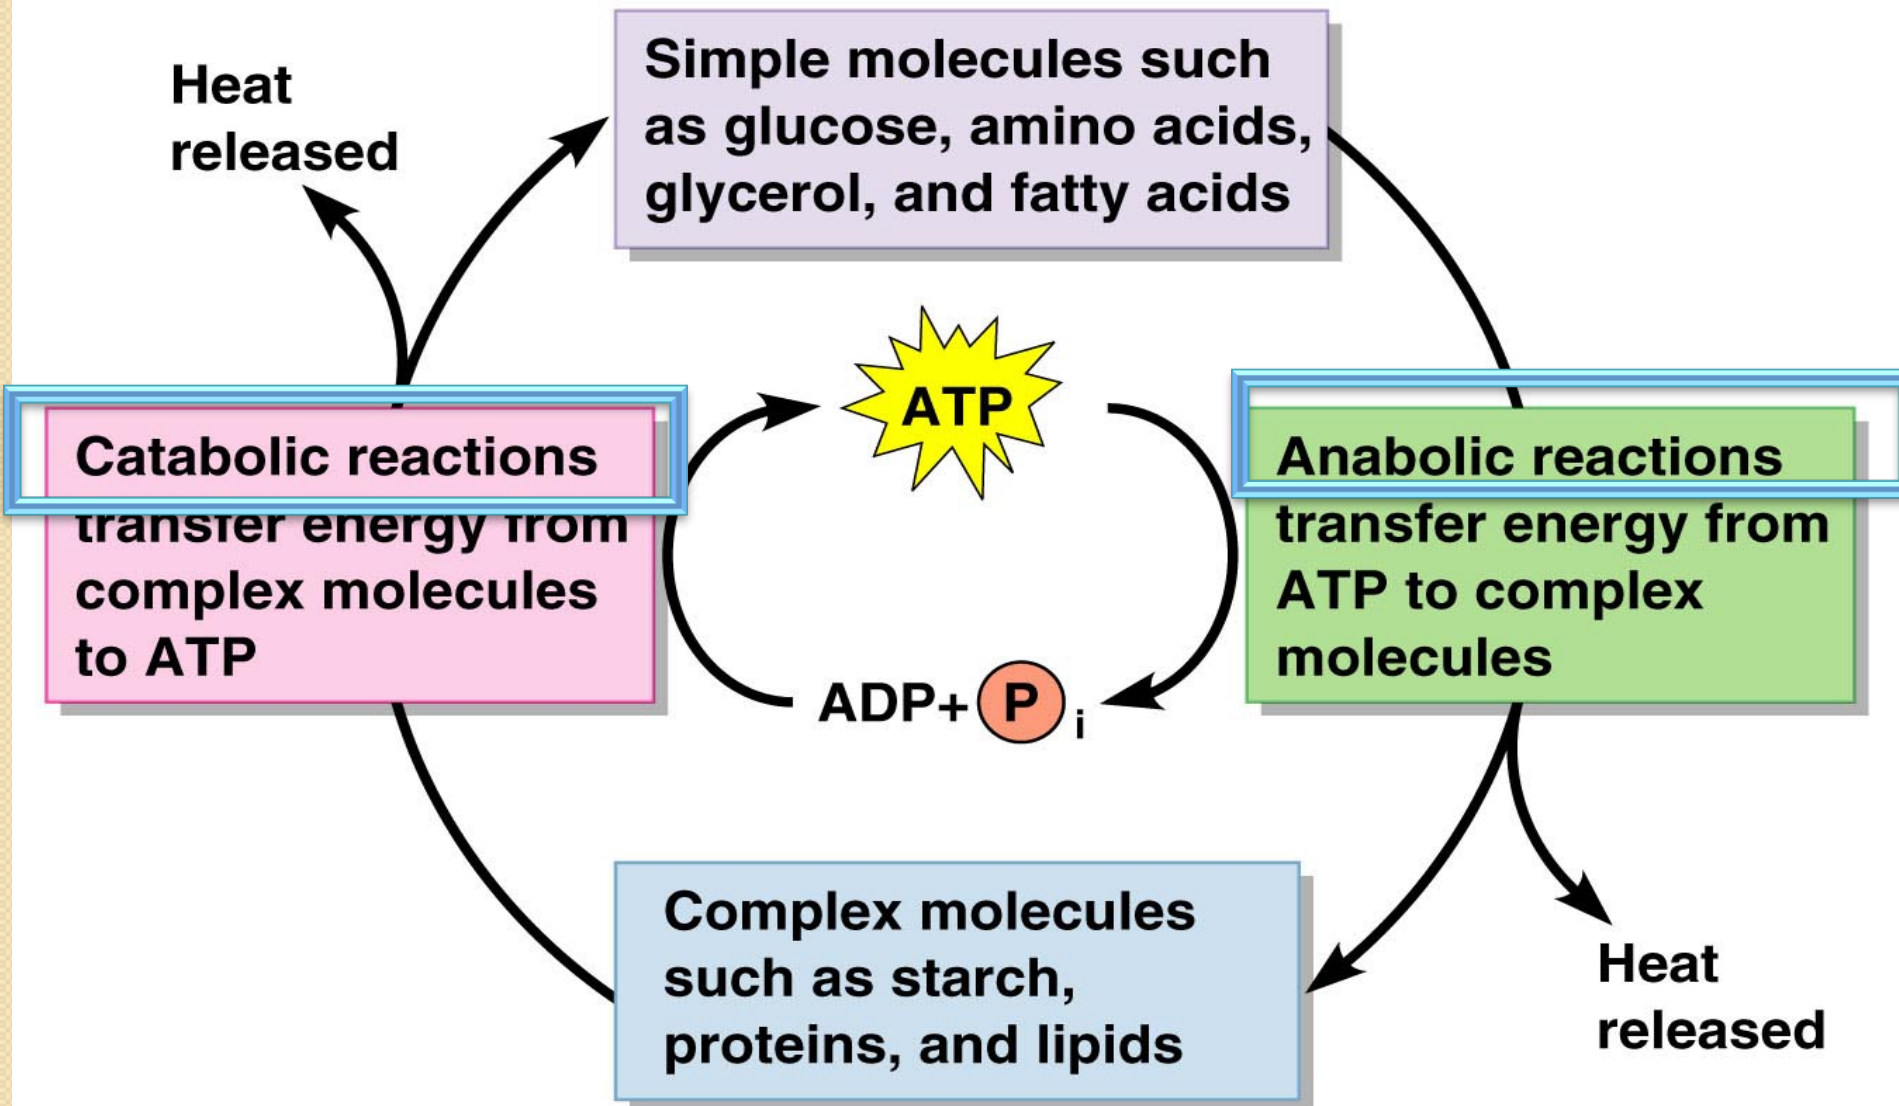 Heat
released
Simple molecules such
as glucose, amino acids,
glycerol, and fatty acids
ATP
Catabolic reactions
transfer energy from
complex molecules
to ATP
Anabolic reactions
transfer energy from
ATP to complex
molecules
ADP+ P i
Complex molecules
such as starch,
proteins, and lipids
Heat
released